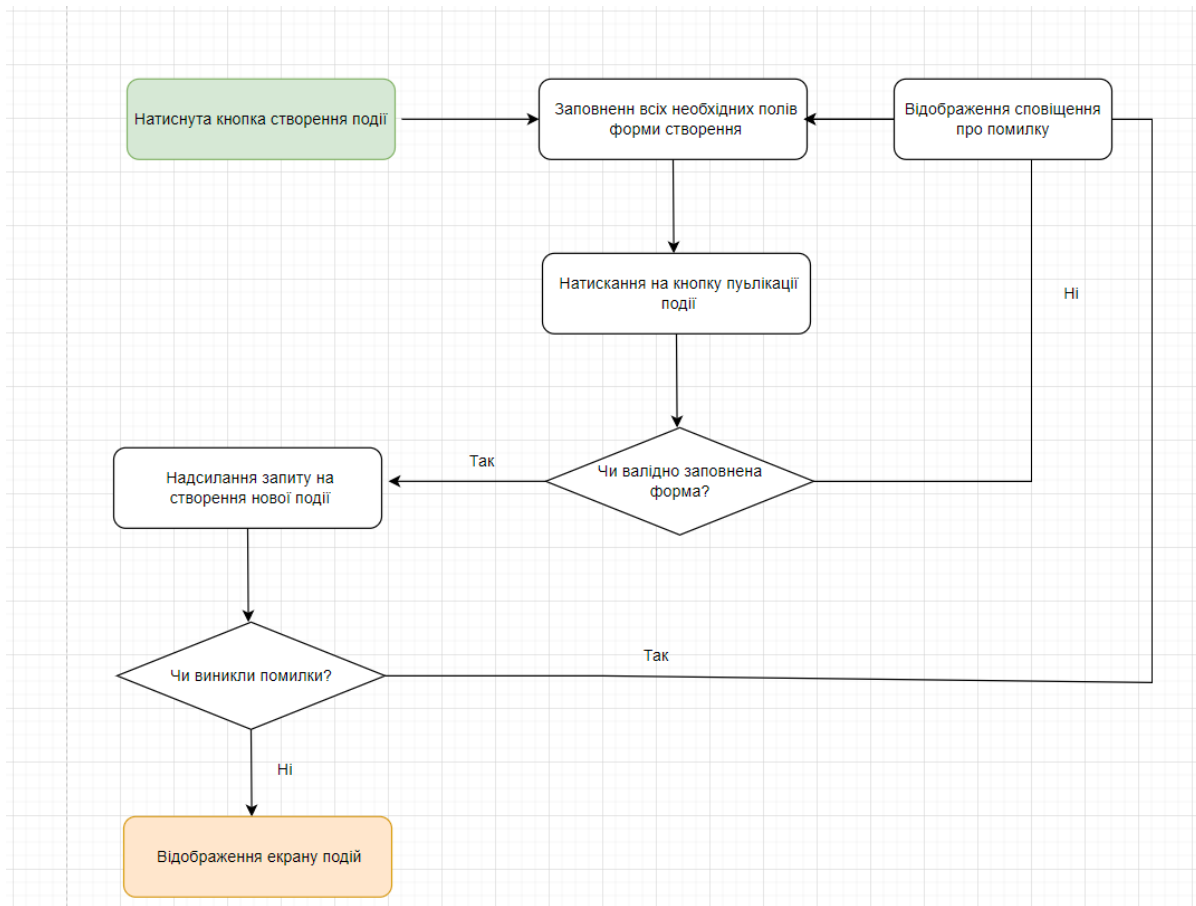 Натиснута кнопка створення події
Заповненн всіх необхідних полів
форми створення
Відображення сповіщення
про помилку
Натискання на кнопку пуьлікації
події
Ні
Чи валідно заповнена
форма?
Так
Надсилання запиту на
створення нової події
Чи виникли помилки?
Так
Ні
Відображення екрану подій